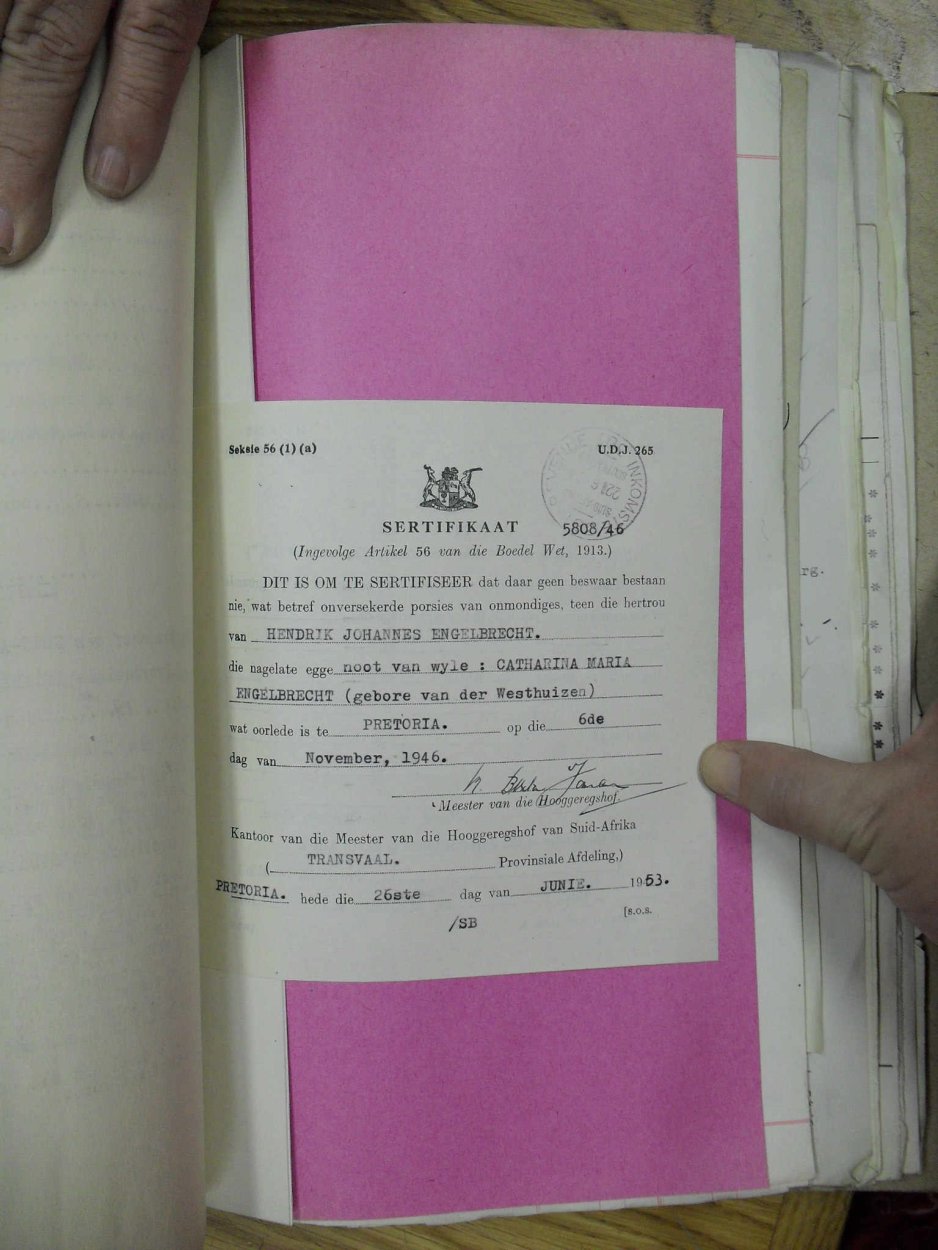 Seksie 56 (1) (a)
U.D.J. 265
INKOMS
SERTIFIKAAT
5808/46
(Ingevolge Artikel 56 van die Boedel Wet, 1913.)
DIT IS OM TE SERTIFISEER dat daar geen beswaar bestaan
nie, wat betref onversekerde porsies van onmondiges, teen die hertrou
van HENDRIK JOHANNES ENGELBRECHT.
die nagelate egge noot van wyle : CATHARINA MARIA
ENGELBRECHT (gebore van der Westhuizen)
wat oorlede is te PRETORIA. op die 6de
dag van November, 1946.
Meester van die Hooggeregshof.
Kantoor van die Meester van die Hooggeregshof van Suid-Afrika
( TRANSVAAL. Provinsiale Afdeling,)
PRETORIA. hede die 26ste dag van JUNIE. 1953.
/SB
[s.o.s.
rg.